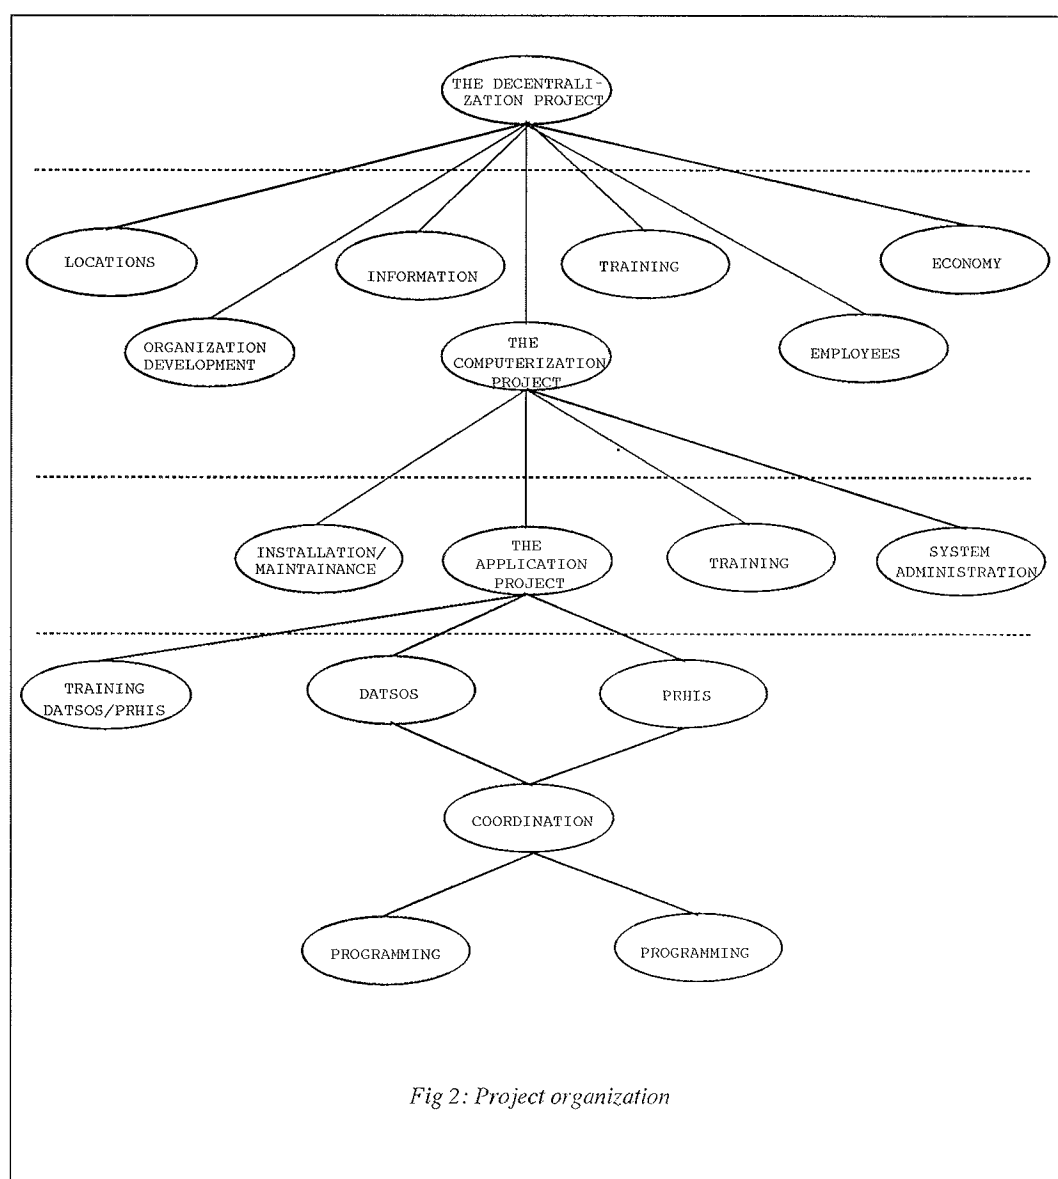 THE DECENTRALI-
ZATION PROJECT
LOCATIONS
INFORMATION
TRAINING
ECONOMY
ORGANIZATION
DEVELOPMENT
THE
COMPUTERIZATION
PROJECT
EMPLOYEES
INSTALLATION/
MAINTAINANCE
THE
APPLICATION
PROJECT
TRAINING
SYSTEM
ADMINISTRATION
TRAINING
DATSOS/PRHIS
DATSOS
PRHIS
COORDINATION
PROGRAMMING
PROGRAMMING
Fig 2: Project organization